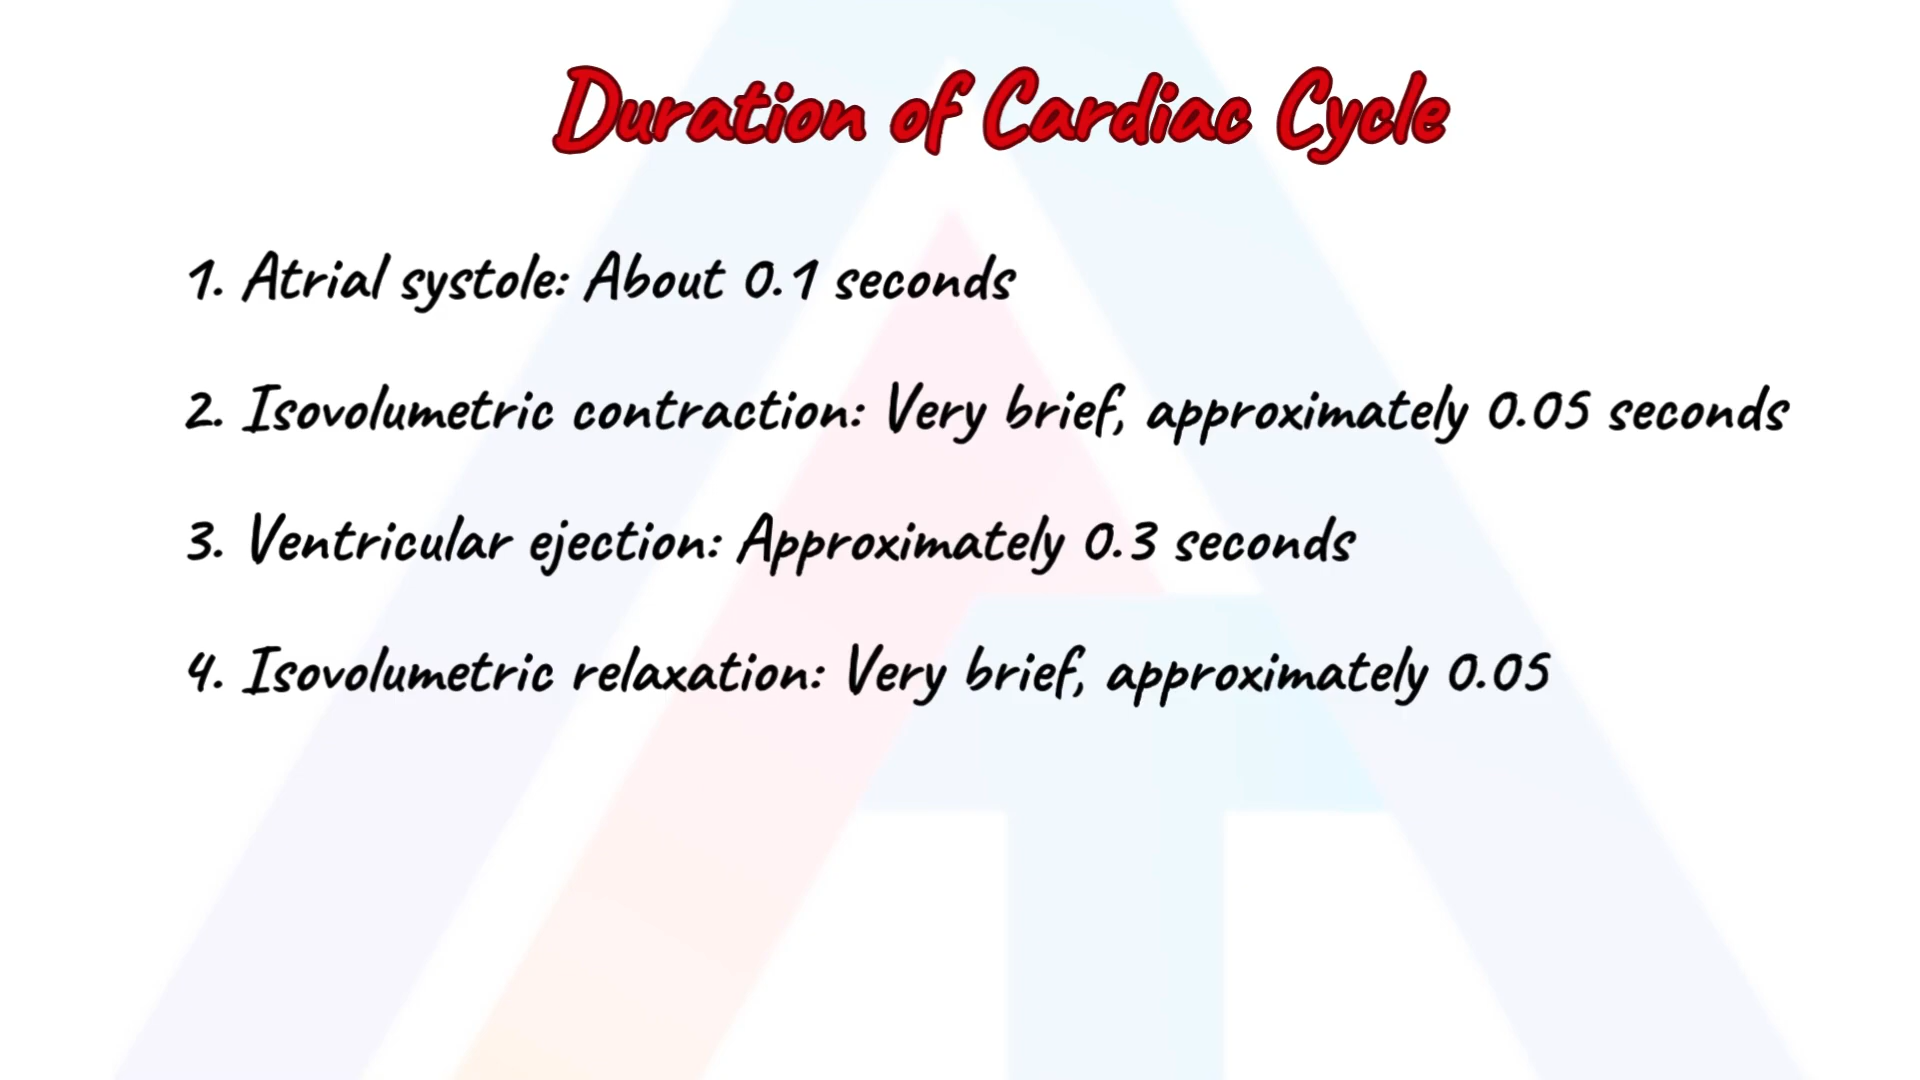 Duration of Cardiac Cycle
1. Atrial systole: About 0.1 seconds
2. Isovolumetric contraction: Very brief, approximately 0.05 seconds
3. Ventricular ejection: Approximately 0.3 seconds
4. Isovolumetric relaxation: Very brief, approximately 0.05